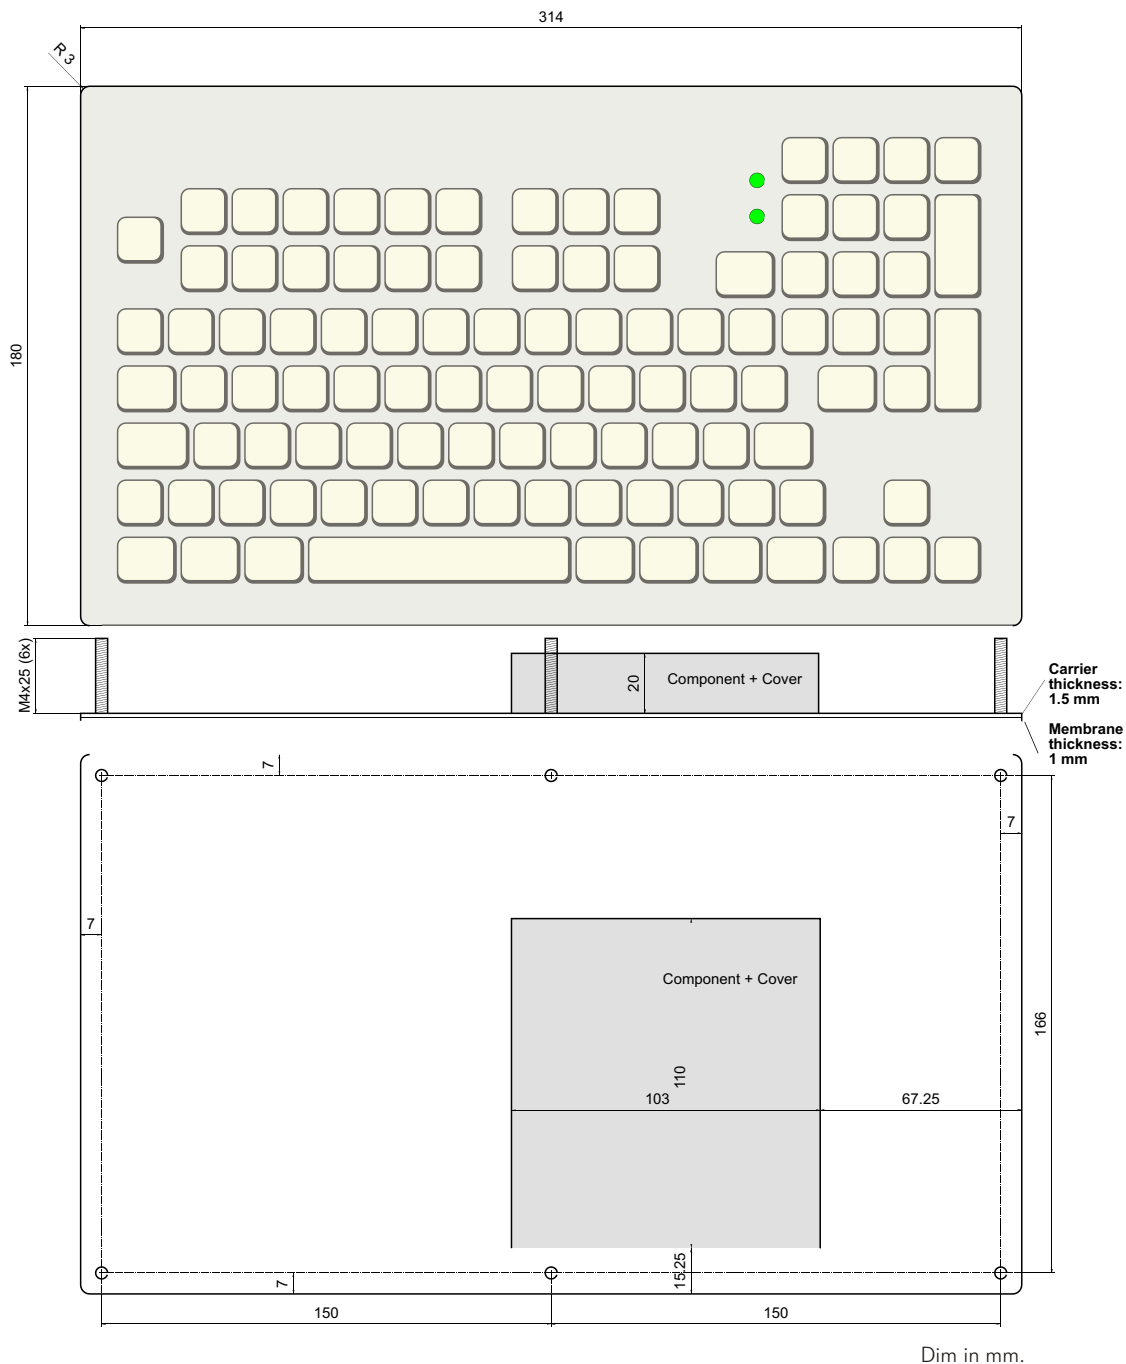 314
R 3
180
M4x25 (6x)
20
Component + Cover
Carrier
thickness:
1.5 mm
Membrane
thickness:
1 mm
7
7
7
Component + Cover
166
110
103
67.25
15.25
7
150
150
Dim in mm.